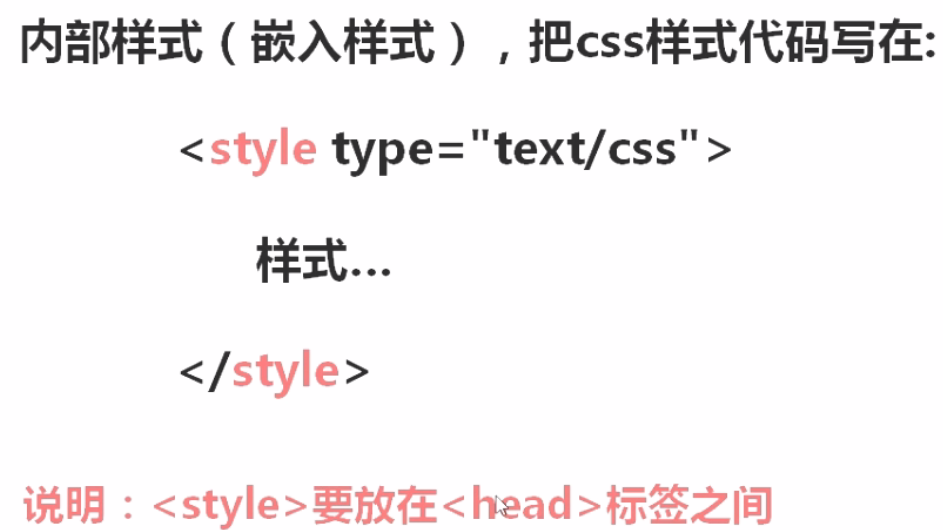 内部样式（嵌入样式），把css样式代码写在:
<style type="text/css">
样式...
</style>
说明：<style>要放在<head>标签之间